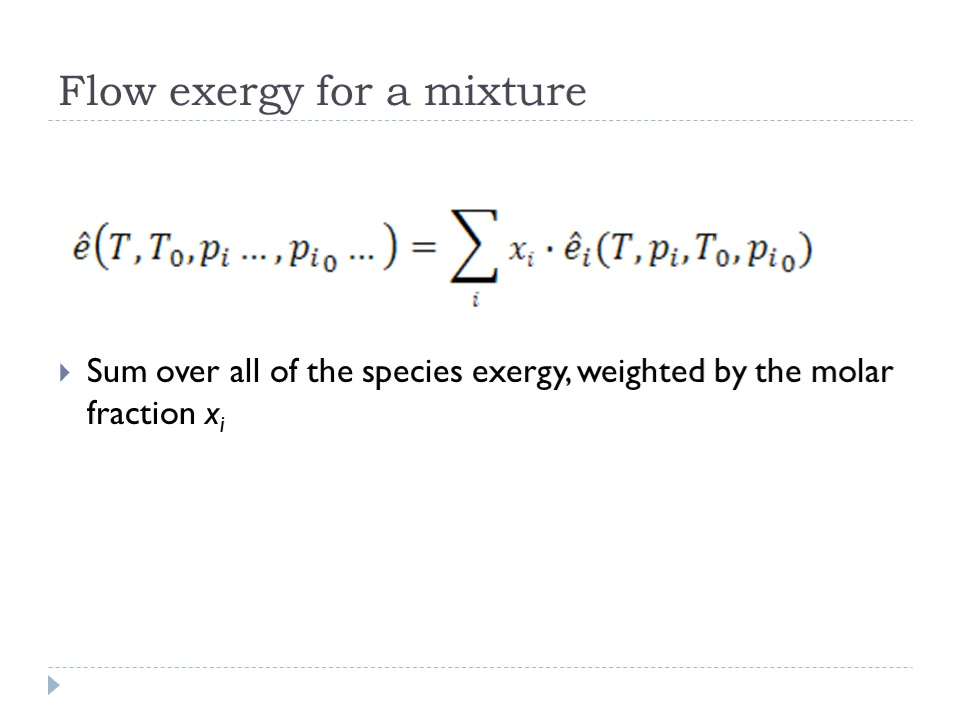 Flow exergy for a mixture
ê(T, T₀, pᵢ … , pᵢ₀ … ) = ∑ᵢ xᵢ · êᵢ(T, pᵢ, T₀, pᵢ₀)
Sum over all of the species exergy, weighted by the molar
fraction xᵢ